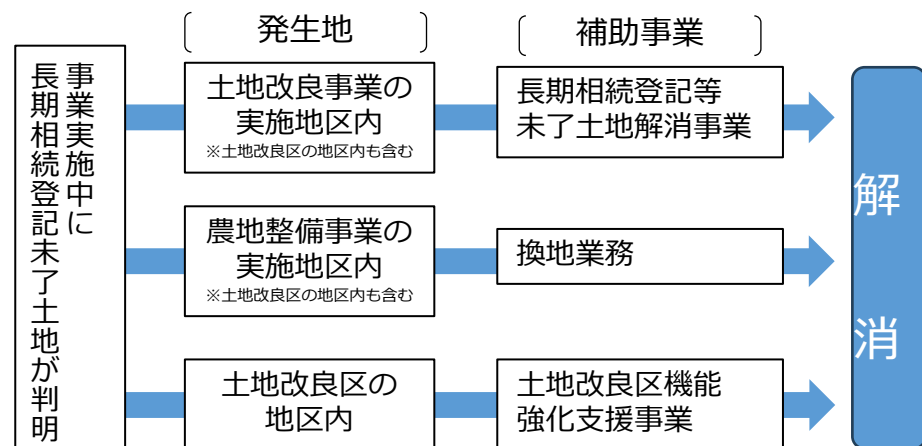 発生地
補助事業
事業実施中に
長期相続登記未了土地が判明
土地改良事業の
実施地区内
※土地改良区の地区内も含む
長期相続登記等
未了土地解消事業
農地整備事業の
実施地区内
※土地改良区の地区内も含む
換地業務
土地改良区の
地区内
土地改良区機能
強化支援事業
解消